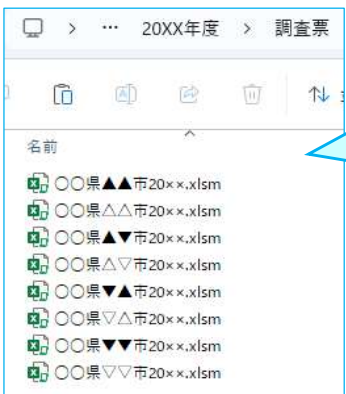 > … 20XX年度 > 調査票
名前
○○県▲▲市20××.xlsm
○○県△△市20××.xlsm
○○県▲▼市20××.xlsm
○○県△▽市20××.xlsm
○○県▼▲市20××.xlsm
○○県▽△市20××.xlsm
○○県▼▼市20××.xlsm
○○県▽▽市20××.xlsm